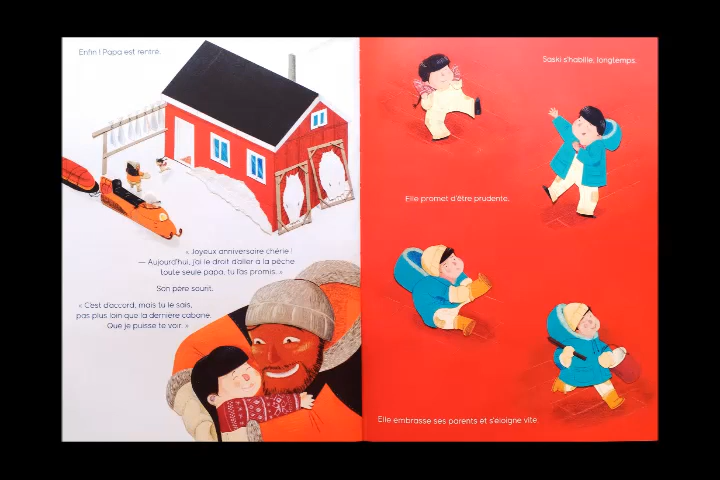 Enfin ! Papa est rentré.
« Joyeux anniversaire chérie !
— Aujourd'hui, j'ai le droit d'aller à la pêche
toute seule papa, tu l'as promis. »
Son père sourit.
« C'est d'accord, mais tu le sais,
pas plus loin que la dernière cabane.
Que je puisse te voir. »
Saski s'habille, longtemps.
Elle promet d'être prudente.
Elle embrasse ses parents et s'éloigne vite.